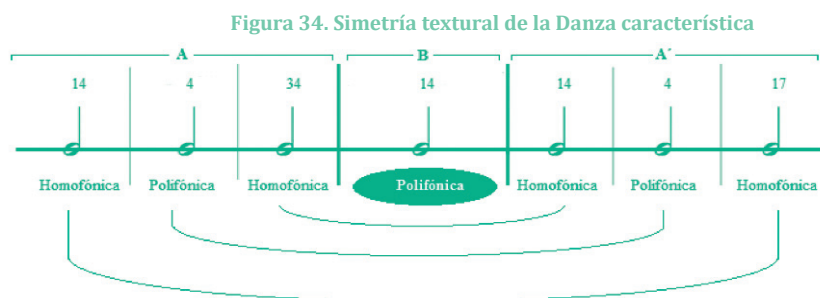 Figura 34. Simetría textural de la Danza característica
A B A´
14 4 34 14 14 4 17
Homofónica Polifónica Homofónica Polifónica Homofónica Polifónica Homofónica